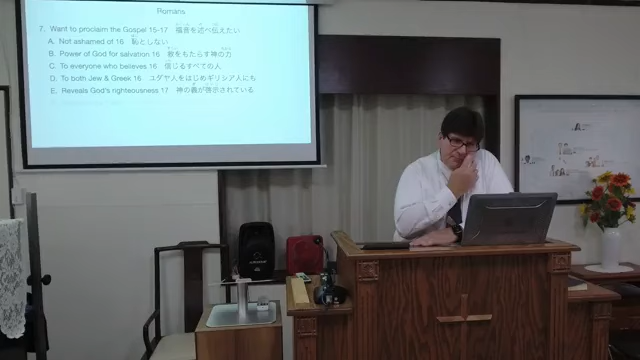 Romans
7. Want to proclaim the Gospel 15-17 福音を述べ伝えたい
A. Not ashamed of 16 恥としない
B. Power of God for salvation 16 救をもたらす神の力
C. To everyone who believes 16 信じるすべての人
D. To both Jew & Greek 16 ユダヤ人をはじめギリシア人にも
E. Reveals God's righteousness 17 神の義が啓示されている